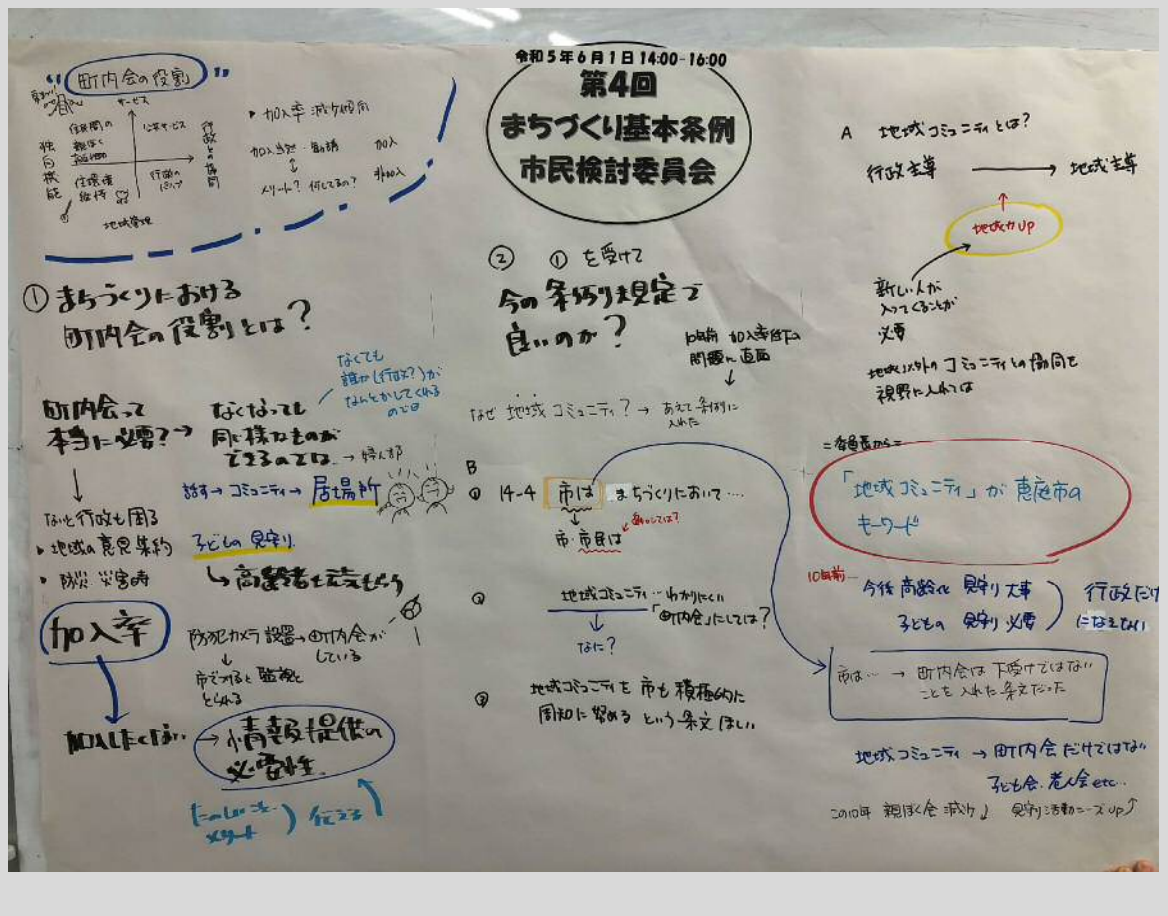 令和5年6月1日14:00-16:00
第4回
まちづくり基本条例
市民検討委員会
"町内会の役割"
サービス
住民間の
親ぼく
公共サービス
行政との協同
独自機能
住環境
維持
行政の
地域管理
・加入率 減少傾向
加入当然・勧誘 加入
メリット? 何してるの? 非加入
① まちづくりにおける
町内会の役割とは?
町内会って
本当に必要?→
なくなっても
同じ様なものが
できるのでは
→婦人部
なくても
誰か(行政?)が
なんとかしてくれる
のでは
話す→コミュニティ→居場所
ないと行政も困る
・地域の意見集約
・防災 災害時
子どもの見守り
高齢者も元気もらう
加入率
防犯カメラ設置→町内会が
している
市でやると監視と
とられる
加入したくない
→情報提供の
必要性
メリット
)伝える
② ①を受けて
今の条例規定で
良いのか?
10年前 加入率低下の
問題に直面
なぜ地域コミュニティ?→あえて条例に
入れた
B
① 14-4 市は まちづくりにおいて…
市・市民は
② 地域コミュニティ…わかりにくい
「町内会」にしては?
なに?
③ 地域コミュニティを市も積極的に
周知に努める という条文ほしい
A 地域コミュニティとは?
行政主導 → 地域主導
地域力UP
新しい人が
入ってくることが
必要
地域以外のコミュニティとの協同を
視野に入れては
=委員長から=
「地域コミュニティ」が恵庭市の
キーワード
10年前…
今後高齢化 見守り大事
子どもの 見守り必要
行政だけ
市は…→町内会は下受けではない
ことを入れた条文だった
地域コミュニティ→町内会だけではない
子ども会、老人会etc…
この10年 親ぼく会減り↓ 見守り活動ニーズUP↑